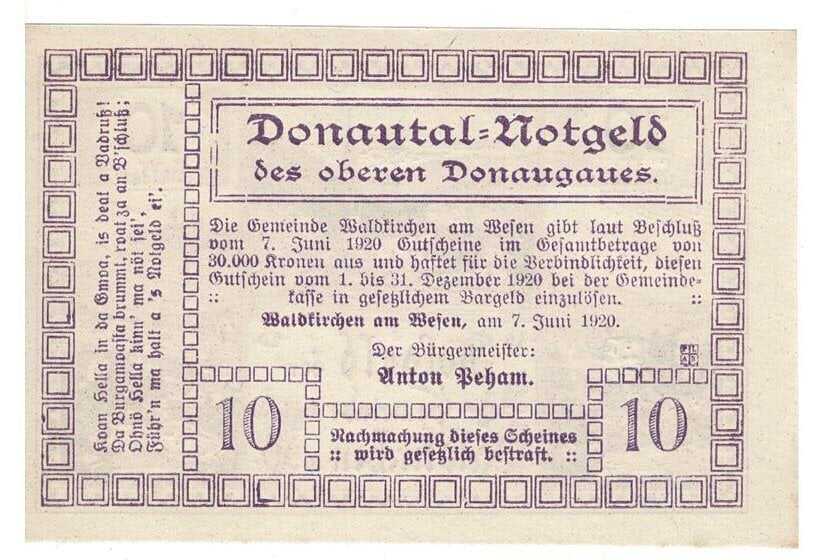 Koan Hella in da Gmoa, is deat a Vadruß!
Da Burgamoasta brummt, roat za an B'schluß;
Ohnö Hella kinn' ma nöt sei',
Führ'n ma halt a 's Notgeld ei'.
Donautal=Notgeld
des oberen Donaugaues.
Die Gemeinde Waldkirchen am Wesen gibt laut Beschluß
vom 7. Juni 1920 Gutscheine im Gesamtbetrage von
30.000 Kronen aus und haftet für die Verbindlichkeit, diesen
Gutschein vom 1. bis 31. Dezember 1920 bei der Gemeinde-
:: kasse in gesetzlichem Bargeld einzulösen. ::
Waldkirchen am Wesen, am 7. Juni 1920.
Der Bürgermeister:
Anton Peham.
10
Nachmachung dieses Scheines
:: wird gesetzlich bestraft. ::
10